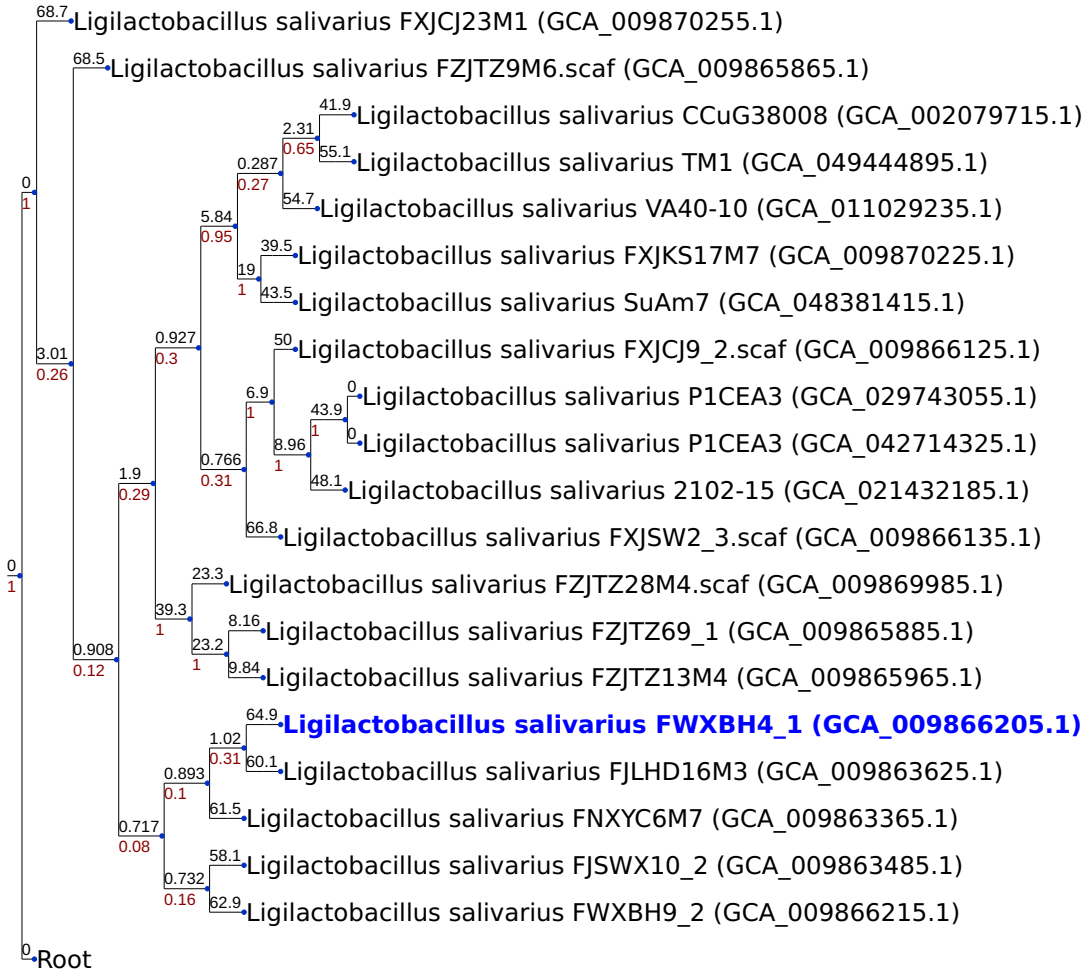 68.7 Ligilactobacillus salivarius FXJCJ23M1 (GCA_009870255.1)
68.5 Ligilactobacillus salivarius FZJTZ9M6.scaf (GCA_009865865.1)
41.9 Ligilactobacillus salivarius CCuG38008 (GCA_002079715.1)
2.31
0.65
55.1 Ligilactobacillus salivarius TM1 (GCA_049444895.1)
0.287
0.27
0
1
54.7 Ligilactobacillus salivarius VA40-10 (GCA_011029235.1)
5.84
0.95
39.5 Ligilactobacillus salivarius FXJKS17M7 (GCA_009870225.1)
19
1
43.5 Ligilactobacillus salivarius SuAm7 (GCA_048381415.1)
0.927
0.3
50 Ligilactobacillus salivarius FXJCJ9_2.scaf (GCA_009866125.1)
3.01
0.26
0 Ligilactobacillus salivarius P1CEA3 (GCA_029743055.1)
6.9
1
43.9
1
0 Ligilactobacillus salivarius P1CEA3 (GCA_042714325.1)
8.96
1
0.766
0.31
1.9
0.29
48.1 Ligilactobacillus salivarius 2102-15 (GCA_021432185.1)
66.8 Ligilactobacillus salivarius FXJSW2_3.scaf (GCA_009866135.1)
0
1
23.3 Ligilactobacillus salivarius FZJTZ28M4.scaf (GCA_009869985.1)
39.3
1
8.16 Ligilactobacillus salivarius FZJTZ69_1 (GCA_009865885.1)
23.2
1
0.908
0.12
9.84 Ligilactobacillus salivarius FZJTZ13M4 (GCA_009865965.1)
64.9 Ligilactobacillus salivarius FWXBH4_1 (GCA_009866205.1)
1.02
0.31
60.1 Ligilactobacillus salivarius FJLHD16M3 (GCA_009863625.1)
0.893
0.1
61.5 Ligilactobacillus salivarius FNXYC6M7 (GCA_009863365.1)
0.717
0.08
58.1 Ligilactobacillus salivarius FJSWX10_2 (GCA_009863485.1)
0.732
0.16
62.9 Ligilactobacillus salivarius FWXBH9_2 (GCA_009866215.1)
0 Root